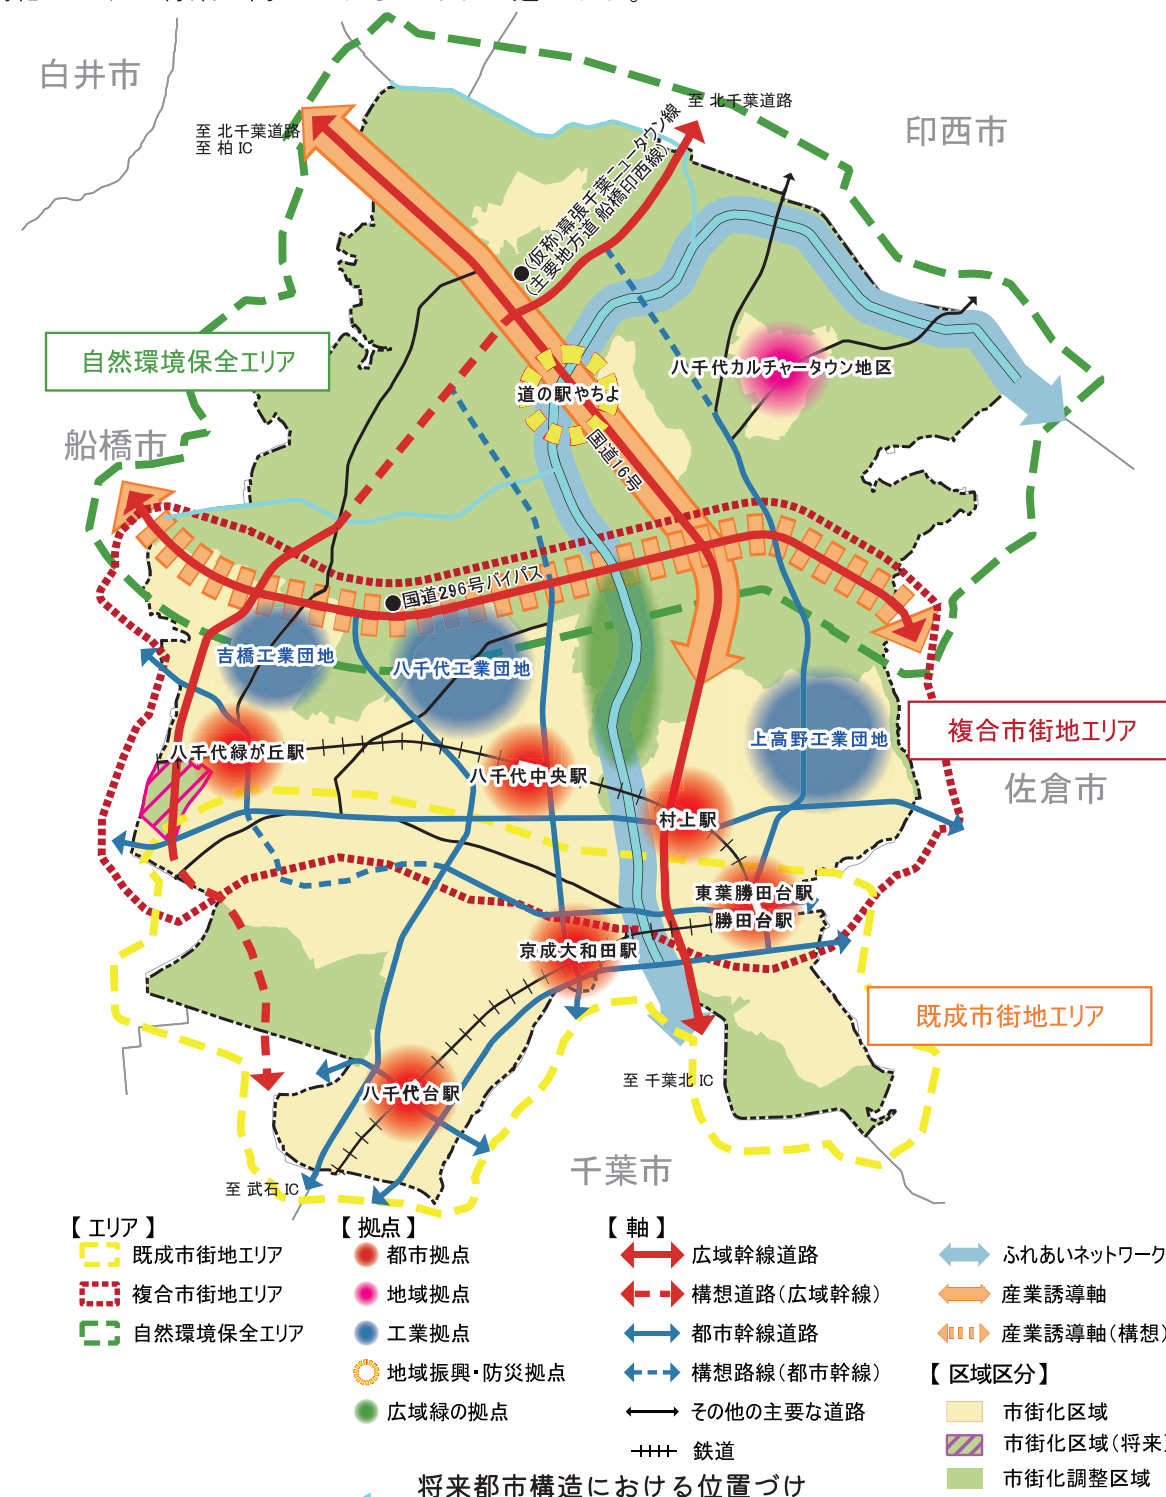 白井市
印西市
至 北千葉道路
至 北千葉道路
至 柏 IC
(仮称)幕張千葉ニュータウン線
(主要地方道 船橋印西線)
自然環境保全エリア
八千代カルチャータウン地区
道の駅やちよ
船橋市
国道16号
国道296号バイパス
吉橋工業団地
八千代工業団地
複合市街地エリア
上高野工業団地
八千代緑が丘駅
八千代中央駅
佐倉市
村上駅
東葉勝田台駅
勝田台駅
京成大和田駅
既成市街地エリア
至 千葉北 IC
八千代台駅
千葉市
至 武石 IC
【 エリア 】
既成市街地エリア
複合市街地エリア
自然環境保全エリア
【 拠点 】
都市拠点
地域拠点
工業拠点
地域振興・防災拠点
広域緑の拠点
【 軸 】
広域幹線道路
構想道路(広域幹線)
都市幹線道路
構想路線(都市幹線)
その他の主要な道路
鉄道
ふれあいネットワーク
産業誘導軸
産業誘導軸(構想)
【 区域区分 】
市街化区域
市街化区域(将来)
市街化調整区域
将来都市構造における位置づけ